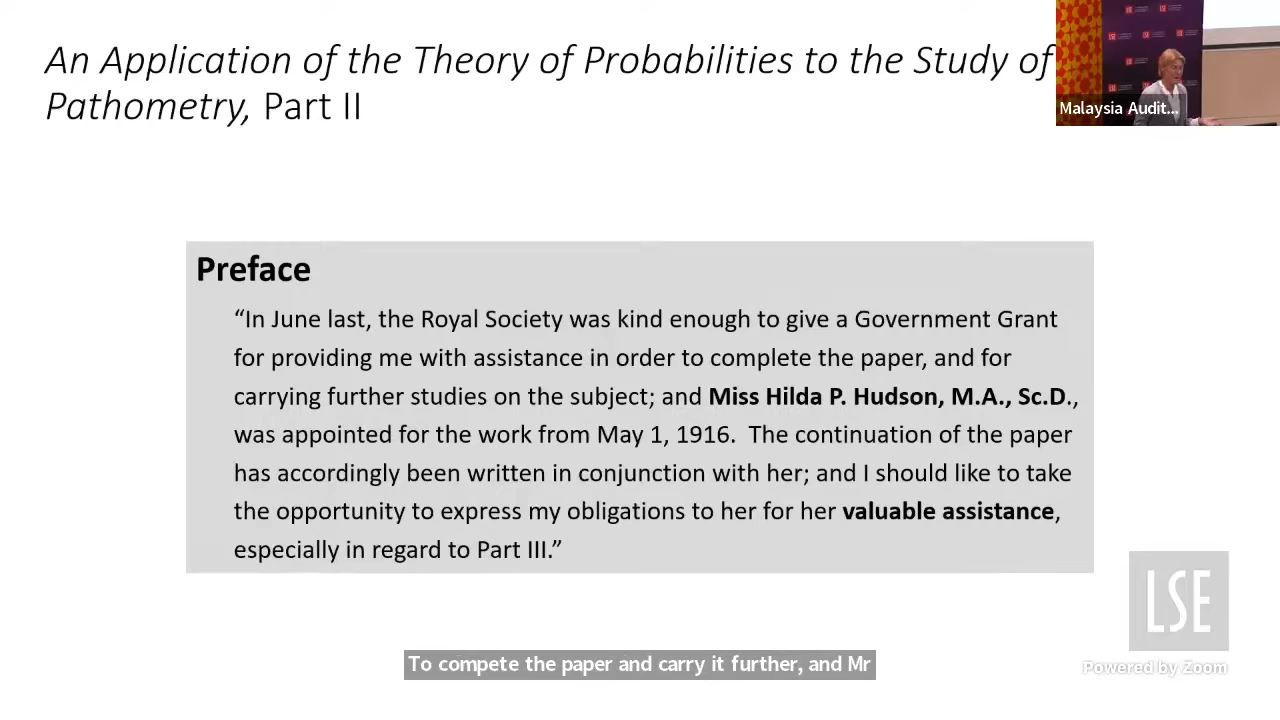 An Application of the Theory of Probabilities to the Study of
Pathometry, Part II
Malaysia Audit...
Preface
“In June last, the Royal Society was kind enough to give a Government Grant
for providing me with assistance in order to complete the paper, and for
carrying further studies on the subject; and Miss Hilda P. Hudson, M.A., Sc.D.,
was appointed for the work from May 1, 1916. The continuation of the paper
has accordingly been written in conjunction with her; and I should like to take
the opportunity to express my obligations to her for her valuable assistance,
especially in regard to Part III.”
LSE
Powered by Zoom
To compete the paper and carry it further, and Mr